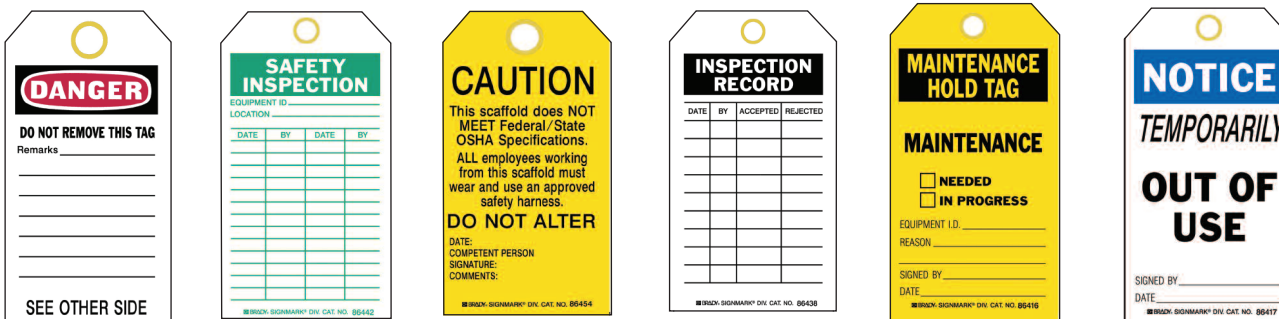 DANGER
DO NOT REMOVE THIS TAG
Remarks
SEE OTHER SIDE
SAFETY
INSPECTION
EQUIPMENT ID
LOCATION
DATE BY DATE BY
BRADY. SIGNMARK® DIV. CAT. NO. 86442
CAUTION
This scaffold does NOT
MEET Federal/State
OSHA Specifications.
ALL employees working
from this scaffold must
wear and use an approved
safety harness.
DO NOT ALTER
DATE:
COMPETENT PERSON
SIGNATURE:
COMMENTS:
BRADY. SIGNMARK® DIV. CAT. NO. 86454
INSPECTION
RECORD
DATE BY ACCEPTED REJECTED
BRADY. SIGNMARK® DIV. CAT. NO. 86438
MAINTENANCE
HOLD TAG
MAINTENANCE
NEEDED
IN PROGRESS
EQUIPMENT I.D.
REASON
SIGNED BY
DATE
BRADY. SIGNMARK® DIV. CAT. NO. 86416
NOTICE
TEMPORARILY
OUT OF
USE
SIGNED BY
DATE
BRADY. SIGNMARK® DIV. CAT. NO. 86417